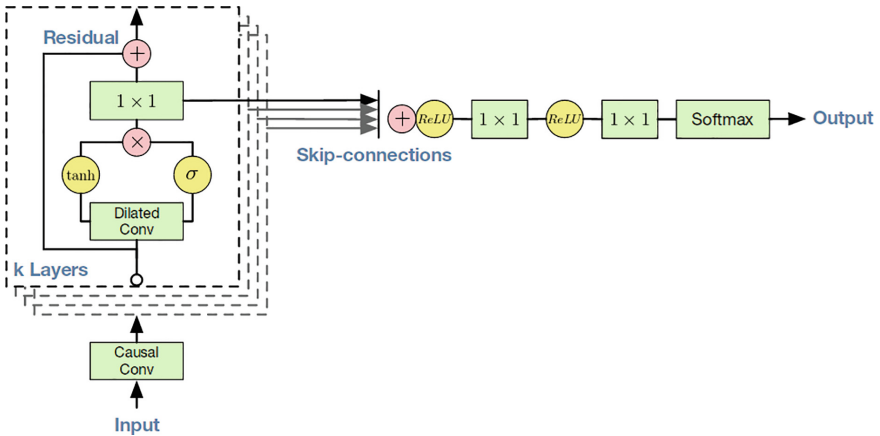 Residual
+
1 × 1
×
tanh
σ
Dilated
Conv
k Layers
Causal
Conv
Input
Skip-connections
+
ReLU
1 × 1
ReLU
1 × 1
Softmax
Output